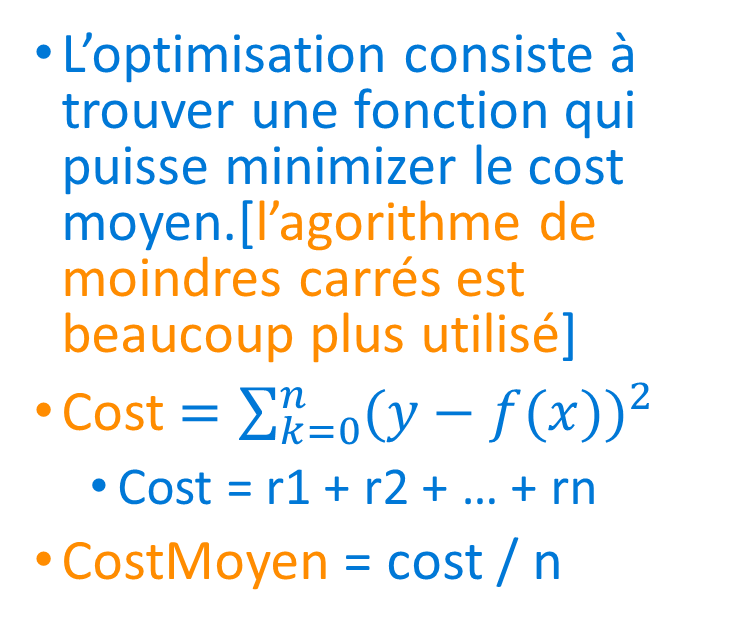 • L’optimisation consiste à
trouver une fonction qui
puisse minimizer le cost
moyen.[l’agorithme de
moindres carrés est
beaucoup plus utilisé]
• Cost = ∑ⁿₖ₌₀(y − f(x))²
• Cost = r1 + r2 + … + rn
• CostMoyen = cost / n